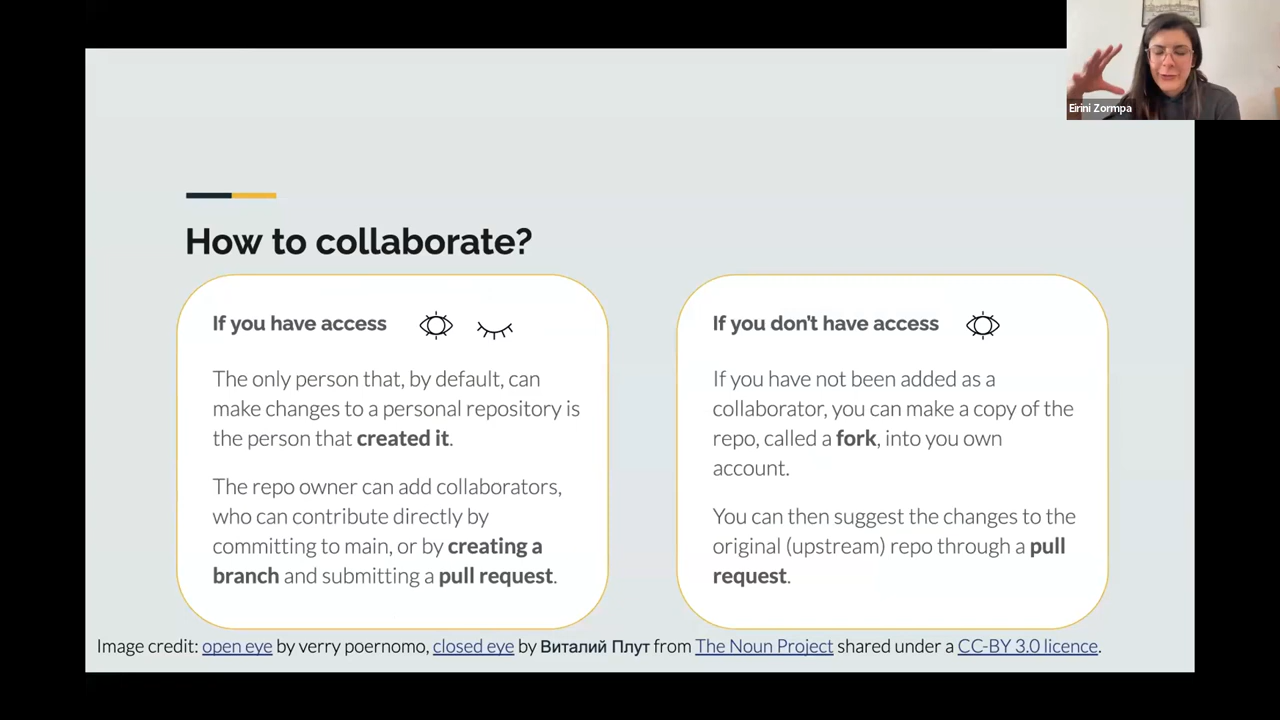 Eirini Zormpa
How to collaborate?
If you have access
The only person that, by default, can
make changes to a personal repository is
the person that created it.
The repo owner can add collaborators,
who can contribute directly by
committing to main, or by creating a
branch and submitting a pull request.
If you don't have access
If you have not been added as a
collaborator, you can make a copy of the
repo, called a fork, into you own
account.
You can then suggest the changes to the
original (upstream) repo through a pull
request.
Image credit: open eye by verry poernomo, closed eye by Виталий Плут from The Noun Project shared under a CC-BY 3.0 licence.